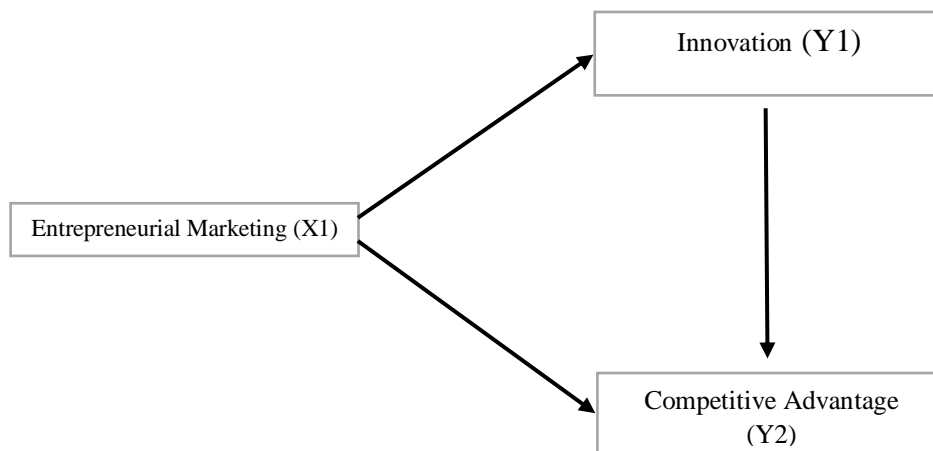 Innovation (Y1)
Entrepreneurial Marketing (X1)
Competitive Advantage
(Y2)